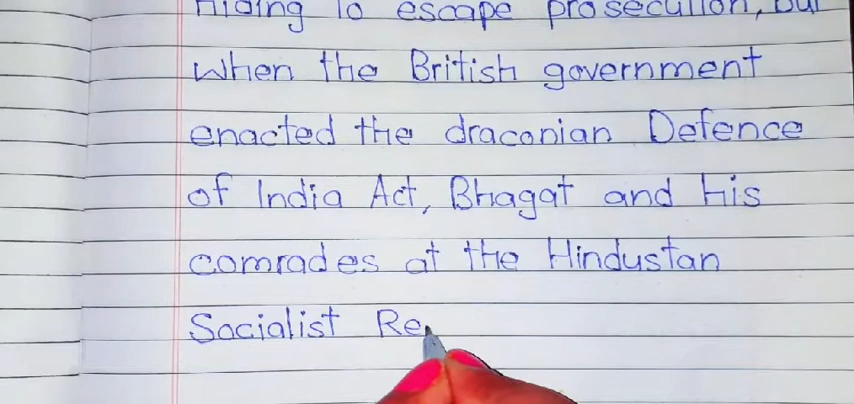 hiding to escape prosecution, but
when the British government
enacted the draconian Defence
of India Act, Bhagat and his
comrades at the Hindustan
Socialist Re